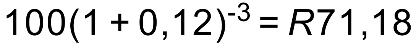 100(1 + 0,12)⁻³ = R71,18